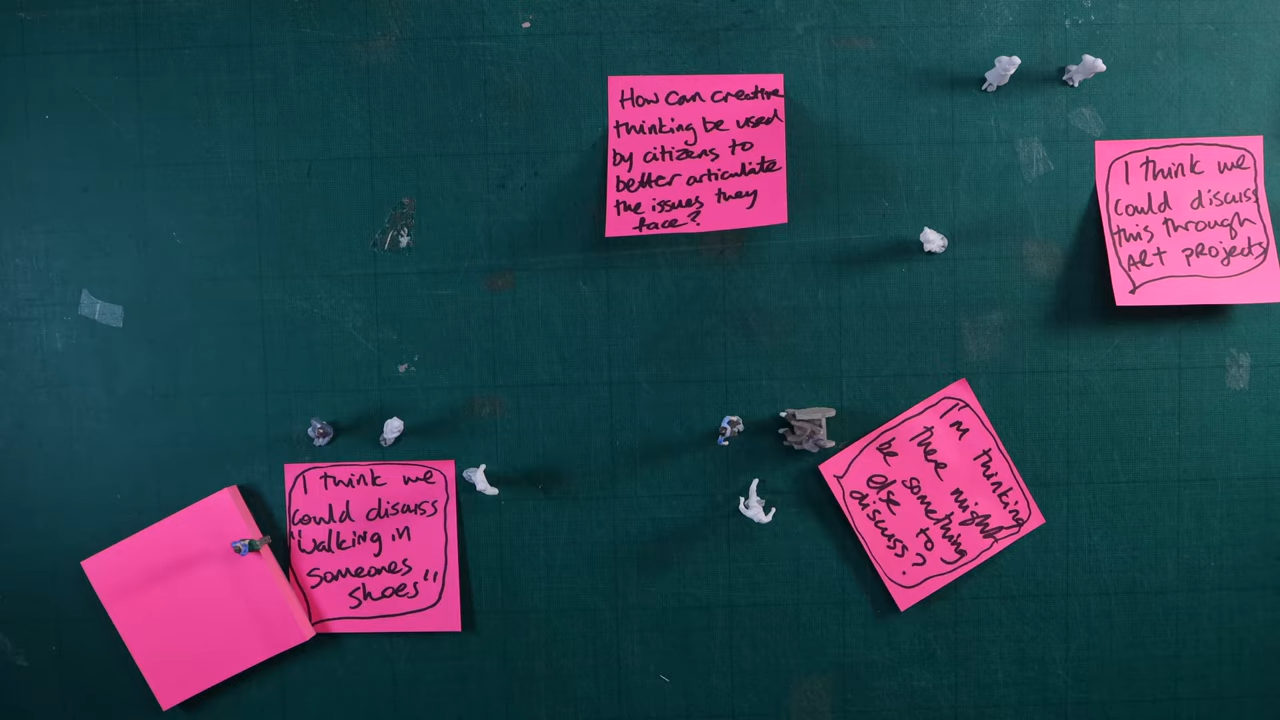 How can creative
thinking be used
by citizens to
better articulate
the issues they
face?
I think we
could discuss
this through
ART PROJECTS
I think we
could discuss
"walking in
someones
shoes"
I'm thinking
there might
be something
else to
discuss?